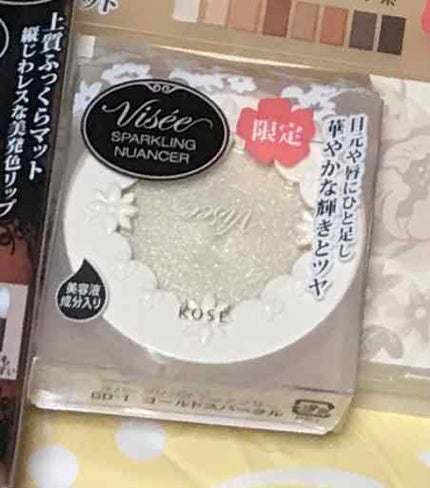 上質ふっくらマット
縦じわレスな美発色リップ
Visée
SPARKLING
NUANCER
限定
目元や唇にひと足し
華やかな輝きとツヤ
Visée
美容液
成分入り
KOSÉ
GD-1 ゴールドスパークル